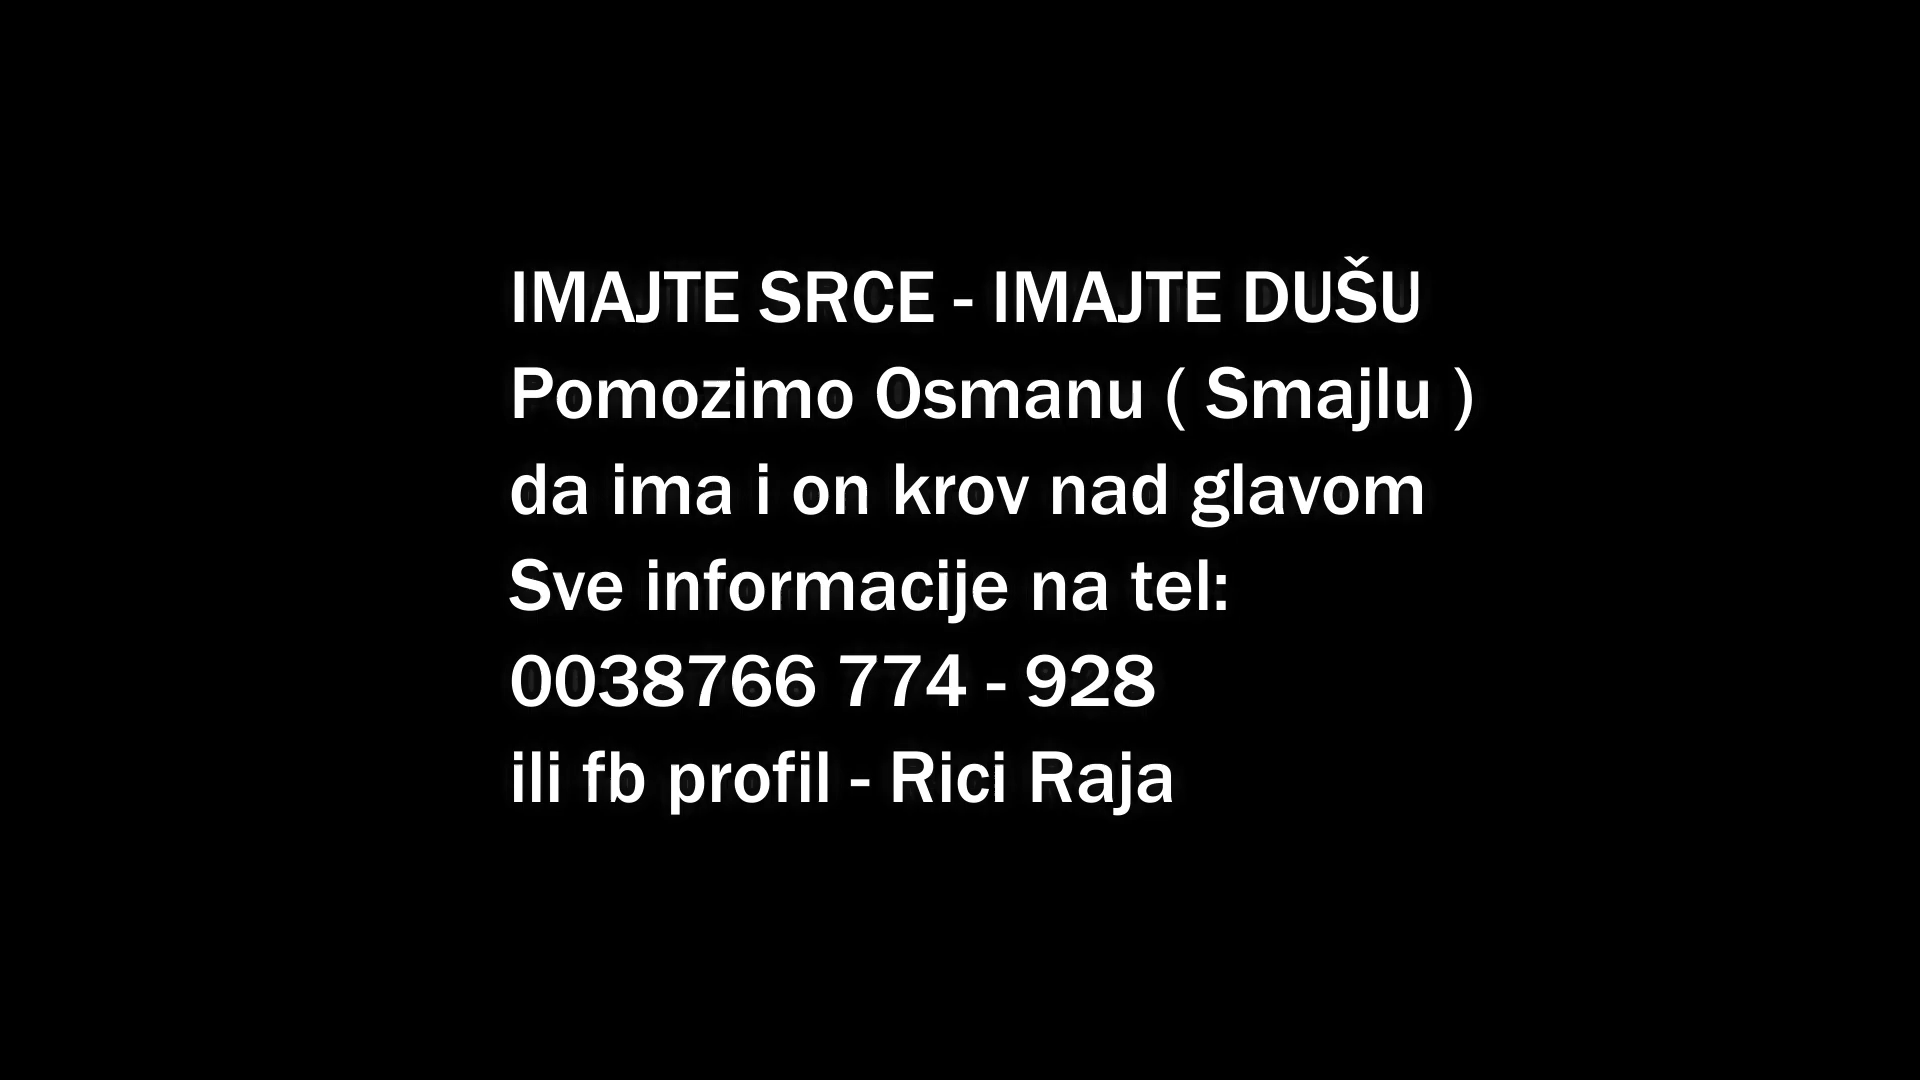 IMAJTE SRCE - IMAJTE DUŠU
Pomozimo Osmanu ( Smajlu )
da ima i on krov nad glavom
Sve informacije na tel:
0038766 774 - 928
ili fb profil - Rici Raja